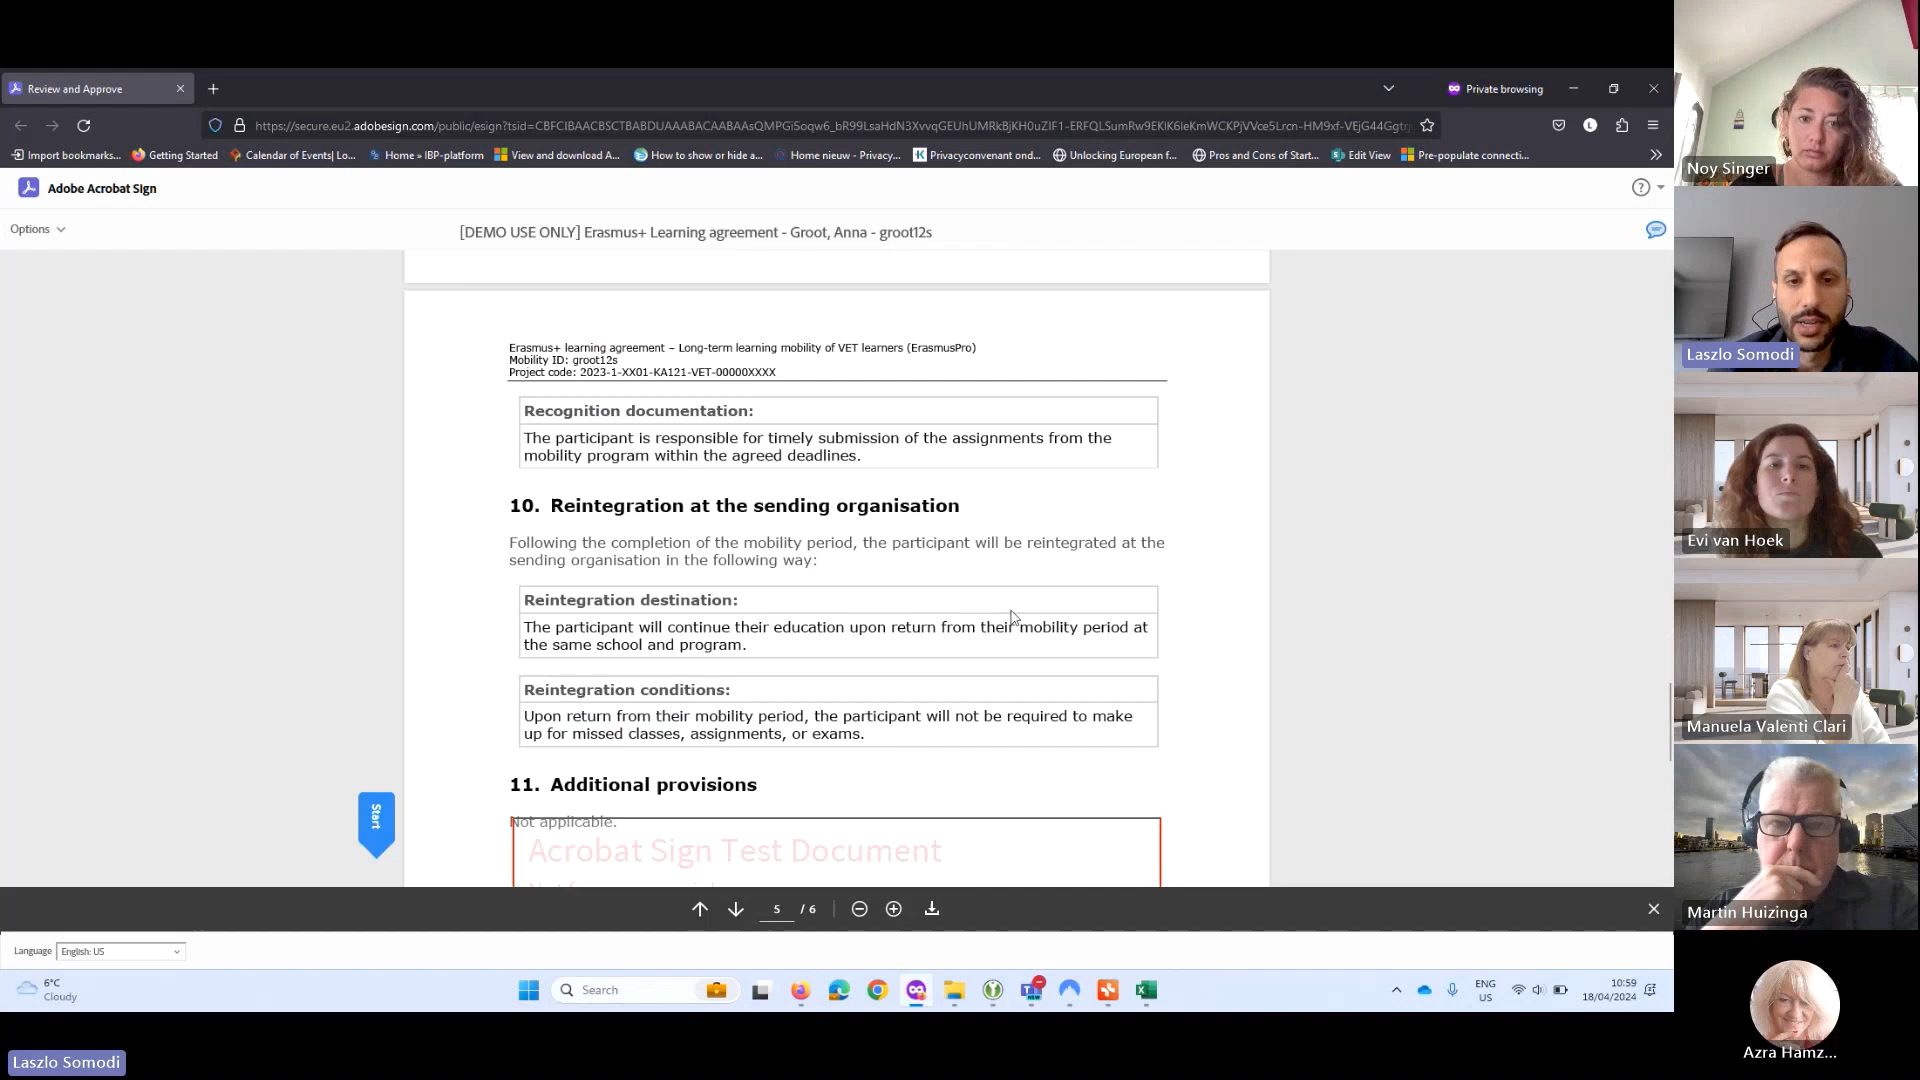 Review and Approve
Private browsing
https://secure.eu2.adobesign.com/public/esign?tsid=
Import bookmarks...
Getting Started
Calendar of Events| Lo...
Home » IBP-platform
View and download A...
How to show or hide a...
Home nieuw - Privacy...
Privacyconvenant ond...
Unlocking European f...
Pros and Cons of Start...
Edit View
Pre-populate connecti...
Adobe Acrobat Sign
Options
[DEMO USE ONLY] Erasmus+ Learning agreement - Groot, Anna - groot12s
Erasmus+ learning agreement – Long-term learning mobility of VET learners (ErasmusPro)
Mobility ID: groot12s
Project code: 2023-1-XX01-KA121-VET-00000XXXX
Recognition documentation:
The participant is responsible for timely submission of the assignments from the
mobility program within the agreed deadlines.
10. Reintegration at the sending organisation
Following the completion of the mobility period, the participant will be reintegrated at the
sending organisation in the following way:
Reintegration destination:
The participant will continue their education upon return from their mobility period at
the same school and program.
Reintegration conditions:
Upon return from their mobility period, the participant will not be required to make
up for missed classes, assignments, or exams.
11. Additional provisions
Not applicable.
Acrobat Sign Test Document
Start
5 / 6
Language English: US
6°C
Cloudy
Search
ENG
US
10:59
18/04/2024
Laszlo Somodi
Noy Singer
Laszlo Somodi
Evi van Hoek
Manuela Valenti Clari
Martin Huizinga
Azra Hamz...